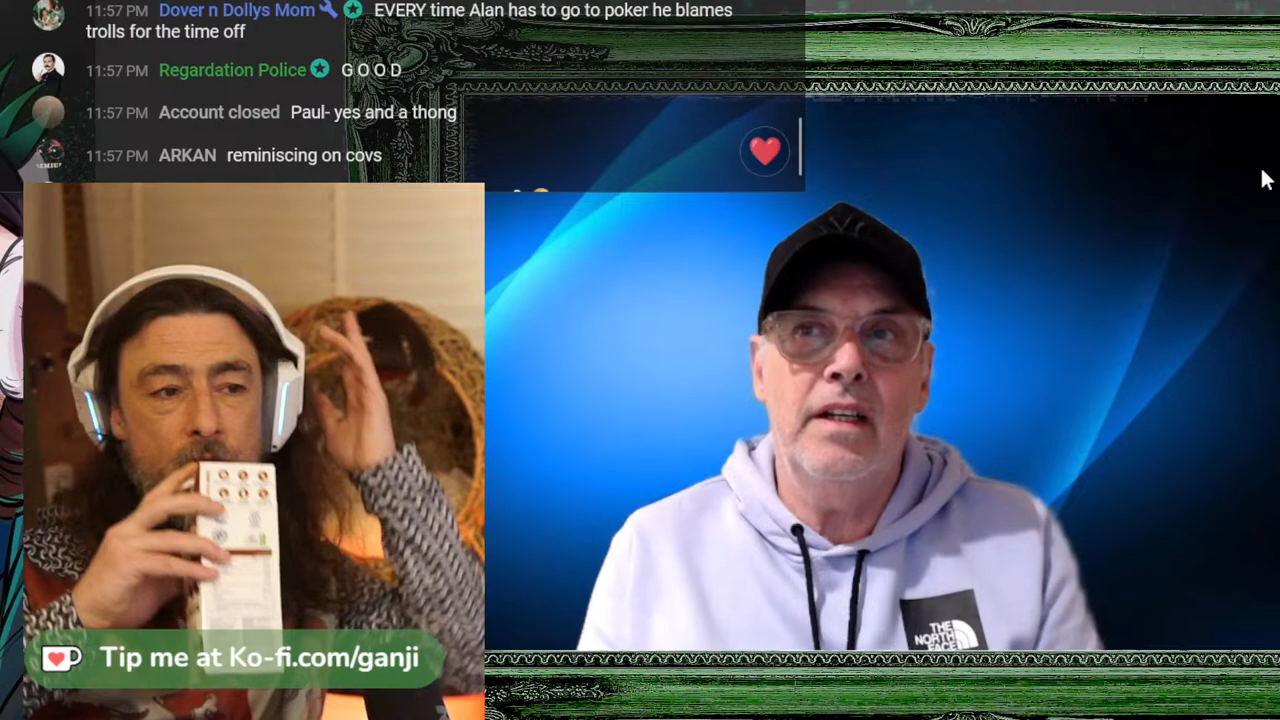 11:57 PM Dover n Dollys Mom EVERY time Alan has to go to poker he blames
trolls for the time off
11:57 PM Regardation Police G O O D
11:57 PM Account closed Paul- yes and a thong
11:57 PM ARKAN reminiscing on covs
THE
NORTH
FACE
Tip me at Ko-fi.com/ganji